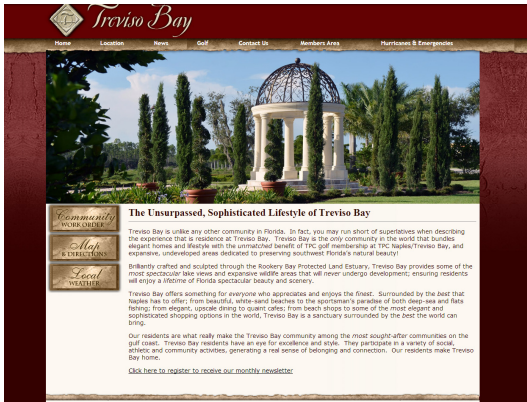 Treviso Bay
Home Location News Golf Contact Us Members Area Hurricanes & Emergencies
Community
WORK ORDER
Map
& DIRECTIONS
Local
WEATHER
The Unsurpassed, Sophisticated Lifestyle of Treviso Bay
Treviso Bay is unlike any other community in Florida. In fact, you may run short of superlatives when describing
the experience that is residence at Treviso Bay. Treviso Bay is the only community in the world that bundles
elegant homes and lifestyle with the unmatched benefit of TPC golf membership at TPC Naples/Treviso Bay, and
expansive, undeveloped areas dedicated to preserving southwest Florida's natural beauty!
Brilliantly crafted and sculpted through the Rookery Bay Protected Land Estuary, Treviso Bay provides some of the
most spectacular lake views and expansive wildlife areas that will never undergo development; ensuring residents
will enjoy a lifetime of Florida spectacular beauty and scenery.
Treviso Bay offers something for everyone who appreciates and enjoys the finest. Surrounded by the best that
Naples has to offer; from beautiful, white-sand beaches to the sportsman's paradise of both deep-sea and flats
fishing; from elegant, upscale dining to quant cafes; from beach shops to some of the most elegant and
sophisticated shopping options in the world, Treviso Bay is a sanctuary surrounded by the best the world can
bring.
Our residents are what really make the Treviso Bay community among the most sought-after communities on the
gulf coast. Treviso Bay residents have an eye for excellence and style. They participate in a variety of social,
athletic and community activities, generating a real sense of belonging and connection. Our residents make Treviso
Bay home.
Click here to register to receive our monthly newsletter